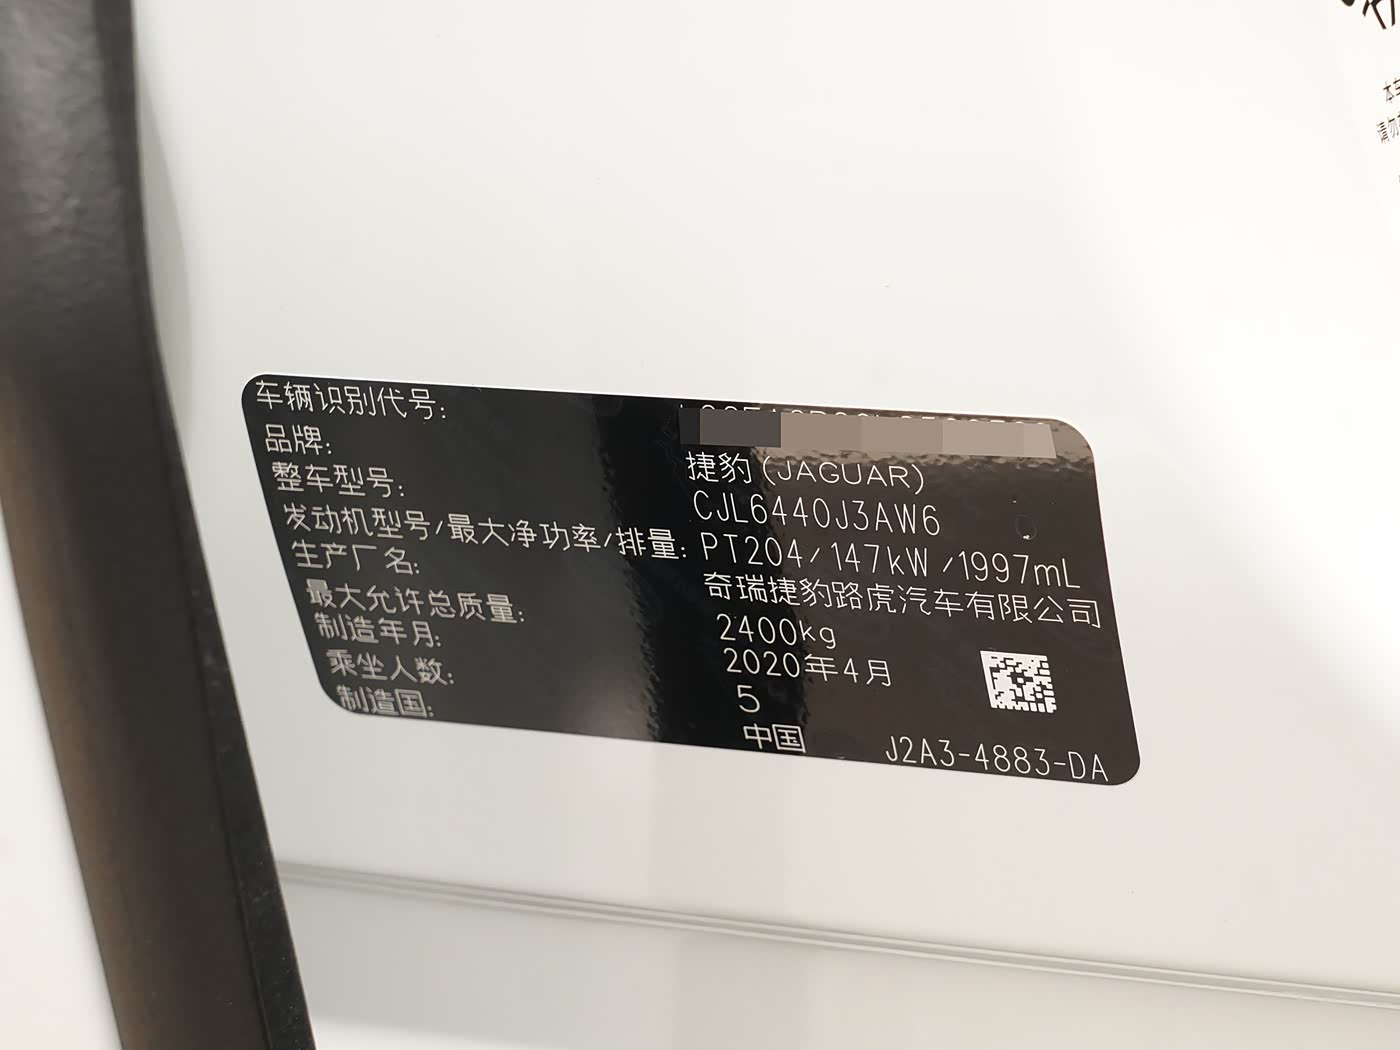 车辆识别代号:
品牌: 捷豹 (JAGUAR)
整车型号: CJL6440J3AW6
发动机型号/最大净功率/排量: PT204/147kW/1997mL
生产厂名: 奇瑞捷豹路虎汽车有限公司
最大允许总质量: 2400kg
制造年月: 2020年4月
乘坐人数: 5
制造国: 中国
J2A3-4883-DA
本车
请勿